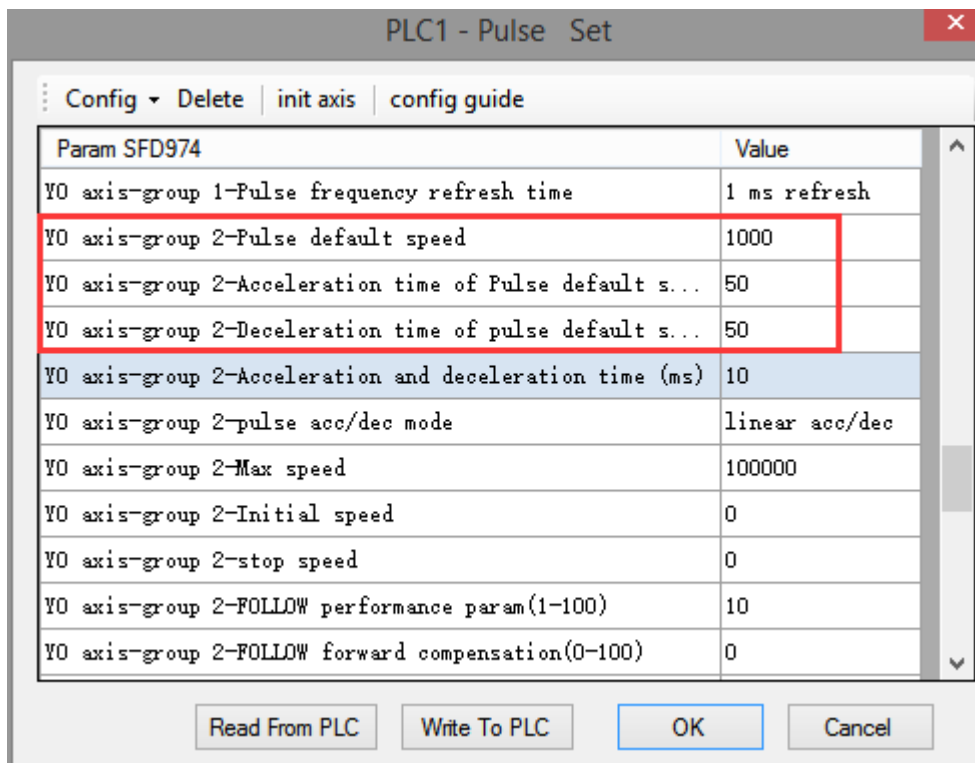 PLC1 - Pulse Set
Config Delete init axis config guide
Param SFD974 Value
Y0 axis-group 1-Pulse frequency refresh time 1 ms refresh
Y0 axis-group 2-Pulse default speed 1000
Y0 axis-group 2-Acceleration time of Pulse default s... 50
Y0 axis-group 2-Deceleration time of pulse default s... 50
Y0 axis-group 2-Acceleration and deceleration time (ms) 10
Y0 axis-group 2-pulse acc/dec mode linear acc/dec
Y0 axis-group 2-Max speed 100000
Y0 axis-group 2-Initial speed 0
Y0 axis-group 2-stop speed 0
Y0 axis-group 2-FOLLOW performance param(1-100) 10
Y0 axis-group 2-FOLLOW forward compensation(0-100) 0
Read From PLC Write To PLC OK Cancel